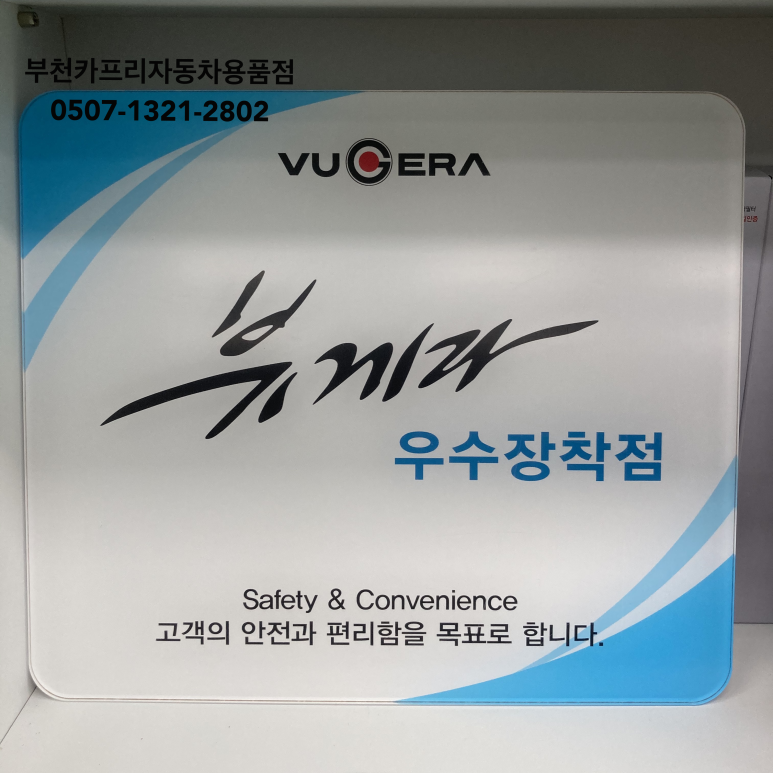 부천카프리자동차용품점
0507-1321-2802
VUGERA
뷰게라
우수장착점
Safety & Convenience
고객의 안전과 편리함을 목표로 합니다.